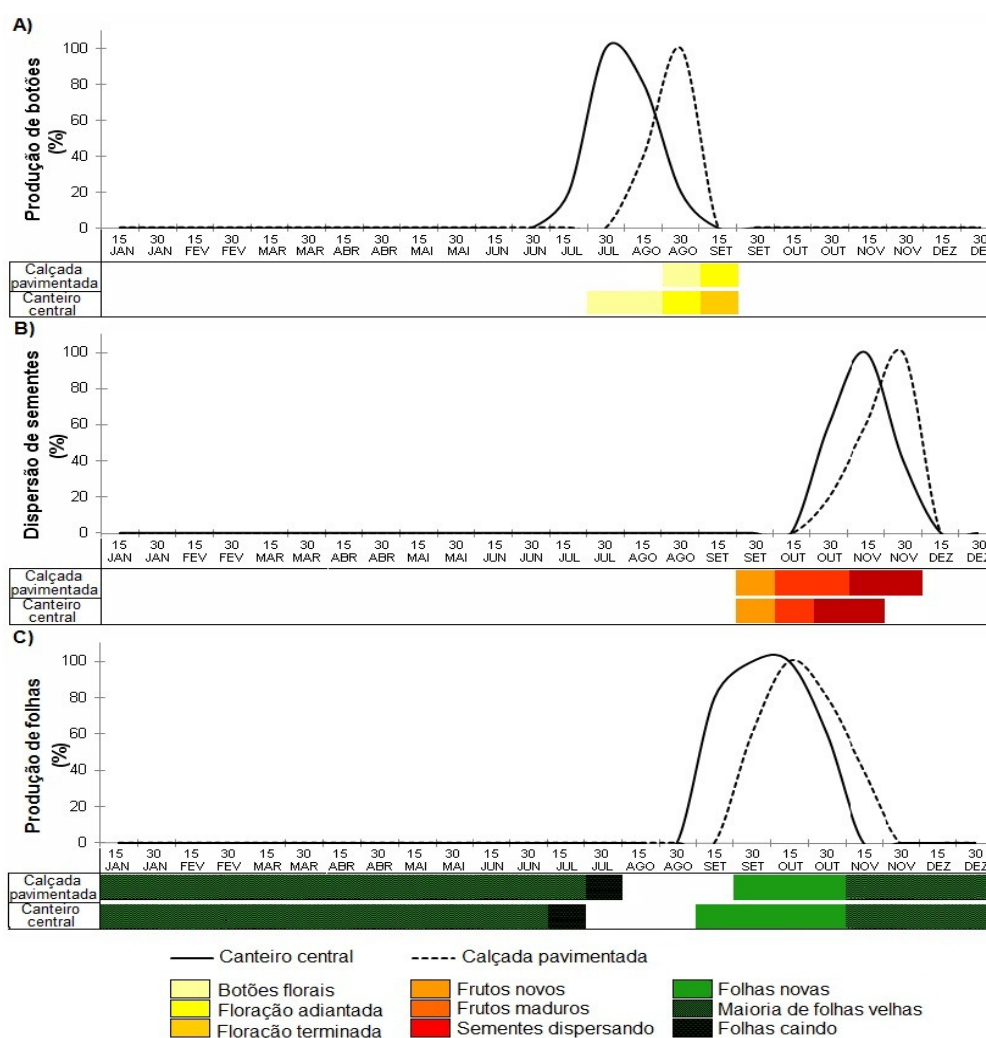 A)
Produção de botões
(%)
100
80
60
40
20
0
15 30 15 30 15 30 15 30 15 30 15 30 15 30 15 30 15 30 15 30 15 30 15 30
JAN JAN FEV FEV MAR MAR ABR ABR MAI MAI JUN JUN JUL JUL AGO AGO SET SET OUT OUT NOV NOV DEZ DE
Calçada
pavimentada
Canteiro
central
B)
Dispersão de sementes
(%)
100
80
60
40
20
0
15 30 15 30 15 30 15 30 15 30 15 30 15 30 15 30 15 30 15 30 15 30 15 30
JAN JAN FEV FEV MAR MAR ABR ABR MAI MAI JUN JUN JUL JUL AGO AGO SET SET OUT OUT NOV NOV DEZ DEZ
Calçada
pavimentada
Canteiro
central
C)
Produção de folhas
(%)
100
80
60
40
20
0
15 30 15 30 15 30 15 30 15 30 15 30 15 30 15 30 15 30 15 30 15 30 15 30
JAN JAN FEV FEV MAR MAR ABR ABR MAI MAI JUN JUN JUL JUL AGO AGO SET SET OUT OUT NOV NOV DEZ DEZ
Calçada
pavimentada
Canteiro
central
Canteiro central Calçada pavimentada
Botões florais Frutos novos Folhas novas
Floração adiantada Frutos maduros Maioria de folhas velhas
Floração terminada Sementes dispersando Folhas caindo